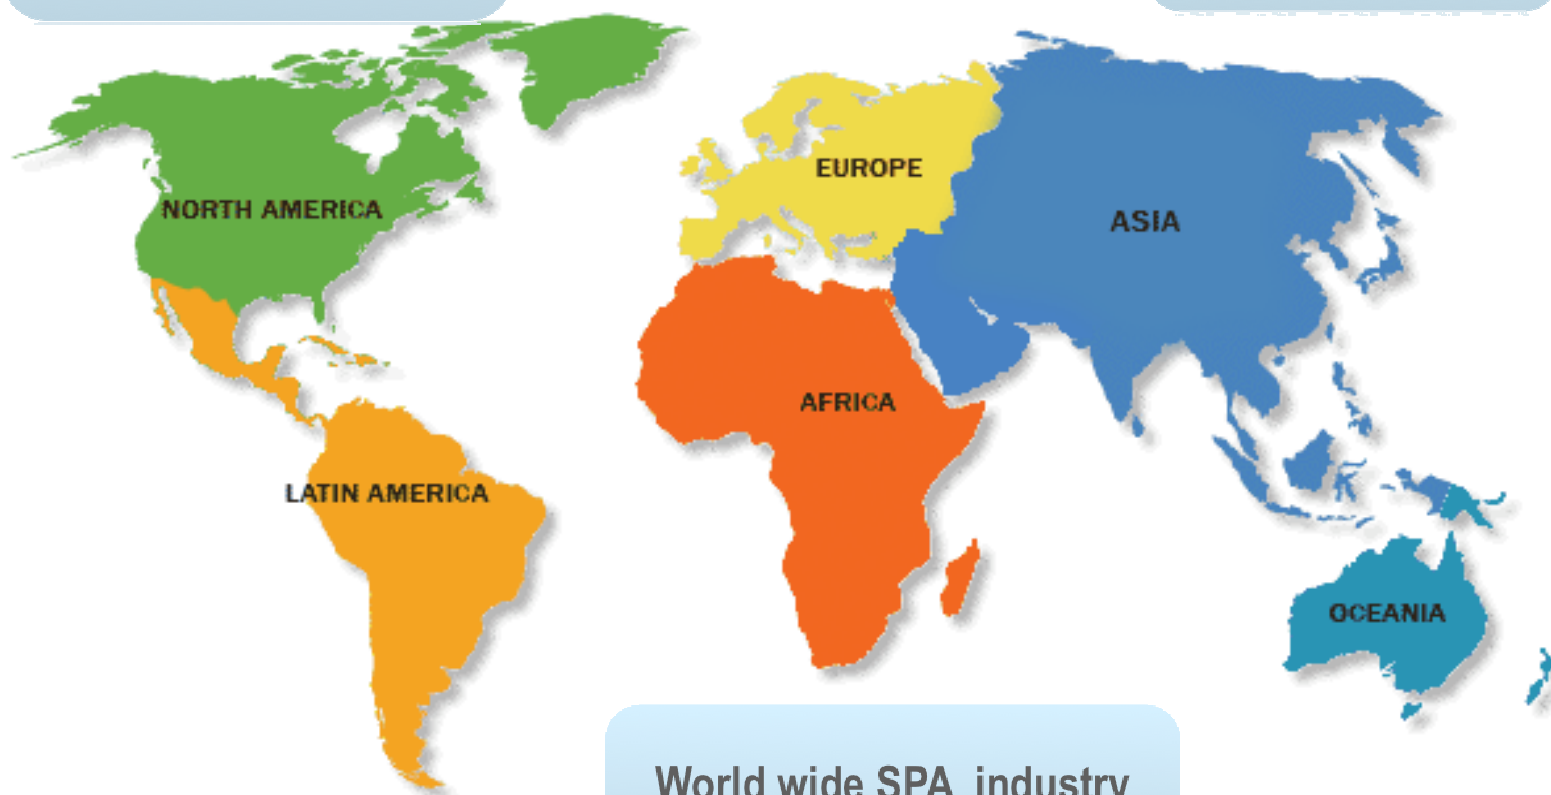 EUROPE
NORTH AMERICA
ASIA
AFRICA
LATIN AMERICA
OCEANIA
World wide SPA industry